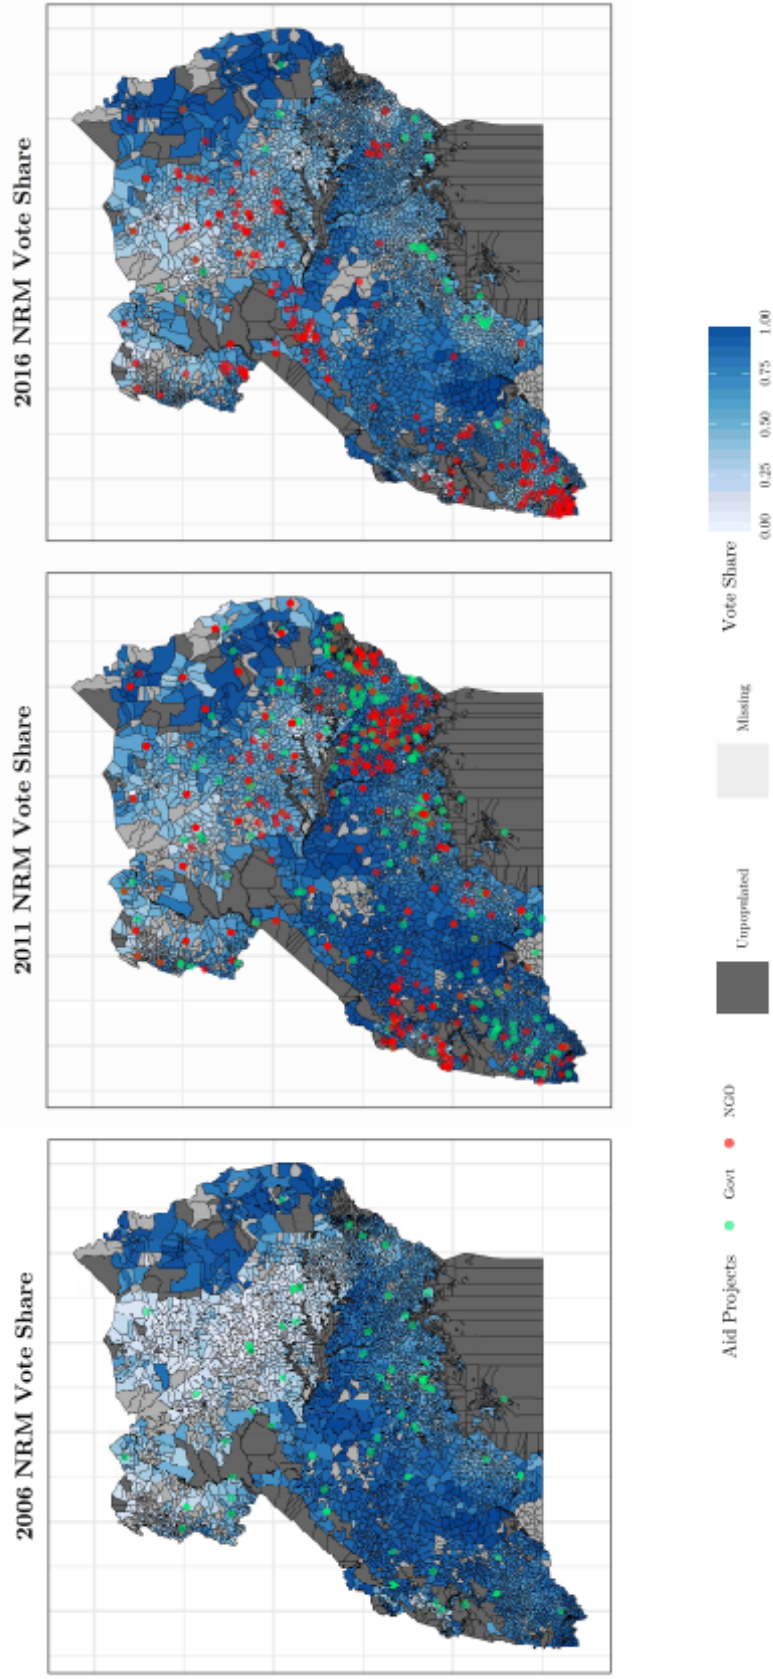 2006 NRM Vote Share
2011 NRM Vote Share
2016 NRM Vote Share
Aid Projects Govt NGO Unpopulated Missing Vote Share
0.00 0.25 0.50 0.75 1.00